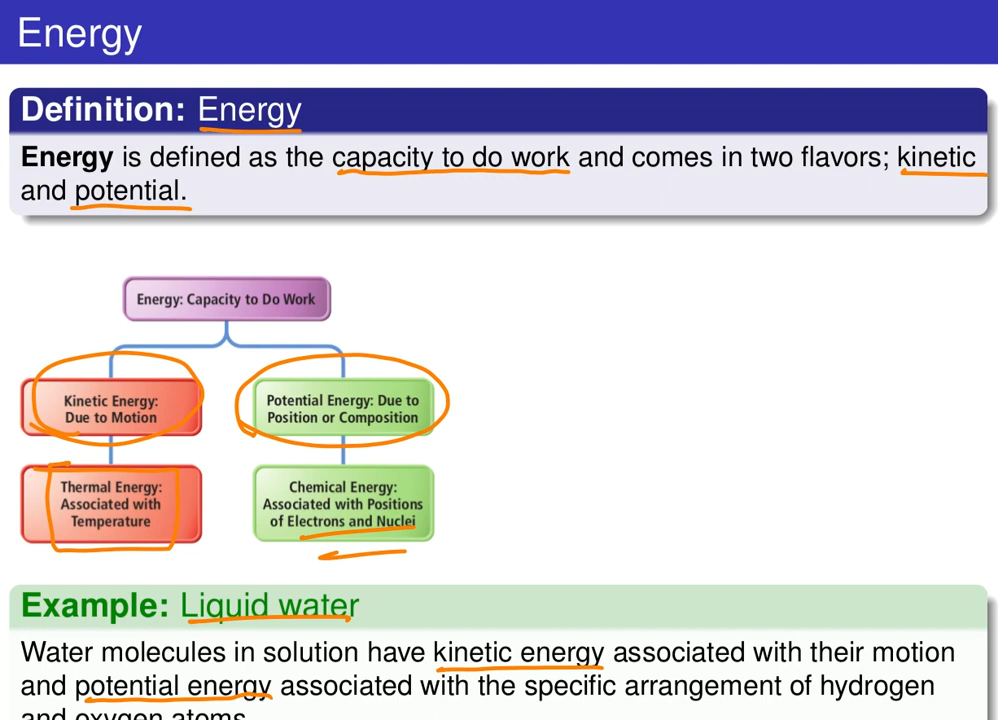 Energy
Definition: Energy
Energy is defined as the capacity to do work and comes in two flavors; kinetic
and potential.
Energy: Capacity to Do Work
Kinetic Energy:
Due to Motion
Potential Energy: Due to
Position or Composition
Thermal Energy:
Associated with
Temperature
Chemical Energy:
Associated with Positions
of Electrons and Nuclei
Example: Liquid water
Water molecules in solution have kinetic energy associated with their motion
and potential energy associated with the specific arrangement of hydrogen
and oxygen atoms.